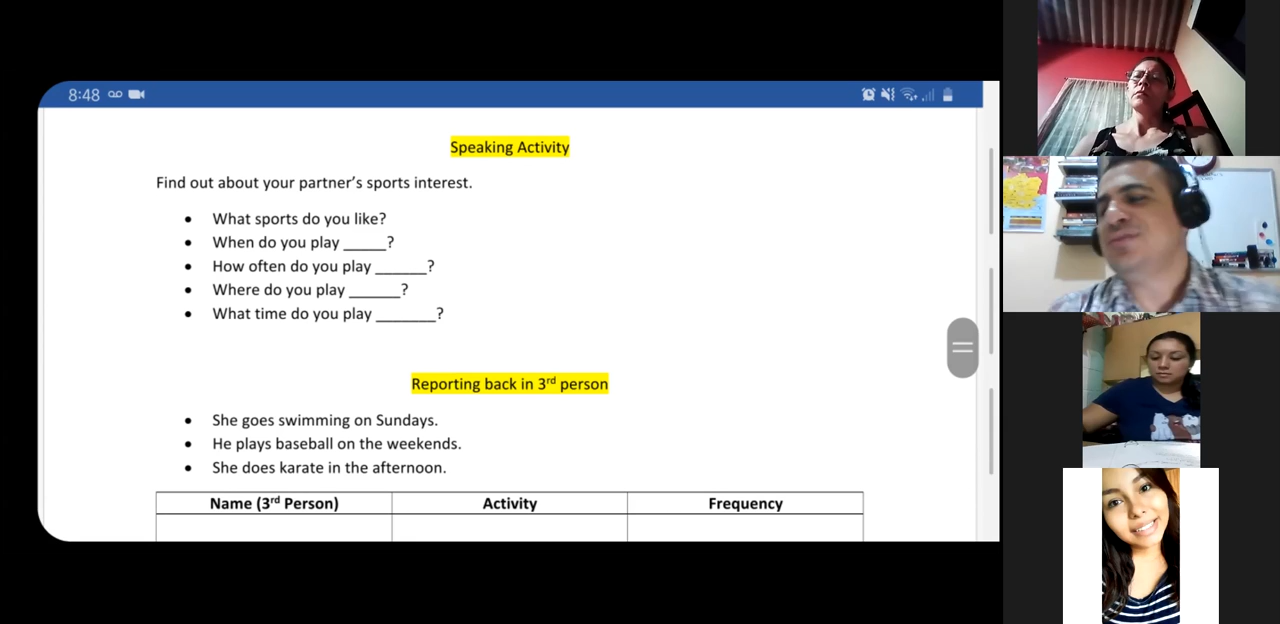 8:48
Speaking Activity
Find out about your partner's sports interest.
• What sports do you like?
• When do you play _____?
• How often do you play ______?
• Where do you play ______?
• What time do you play _______?
Reporting back in 3rd person
• She goes swimming on Sundays.
• He plays baseball on the weekends.
• She does karate in the afternoon.
Name (3rd Person) Activity Frequency